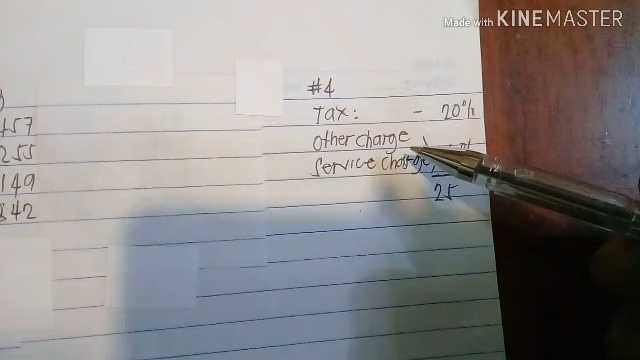 Made with KINEMASTER
457
255
149
842
#4
Tax: - 20%
Other charge
Service charge
25